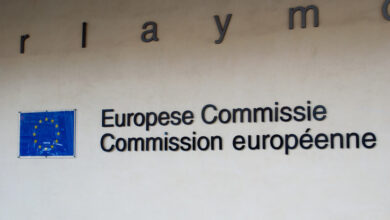 rlaym
Europese Commissie
Commission européenne